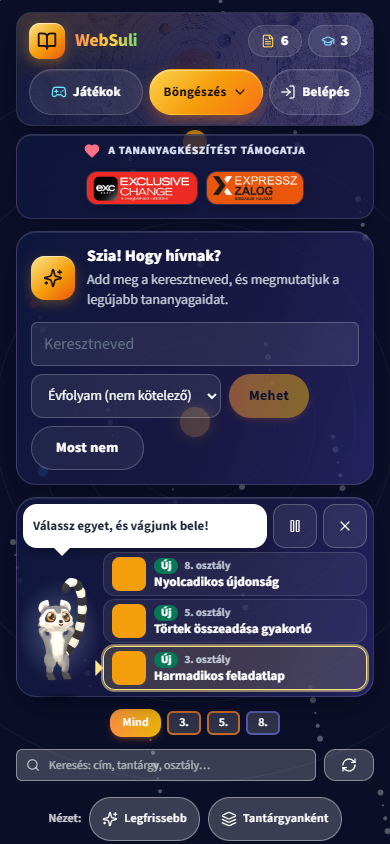 WebSuli
6
3
Játékok
Böngészés
Belépés
A TANANYAGKÉSZÍTÉST TÁMOGATJA
exc
EXCLUSIVE
CHANGE
a megbízható valutás
EXPRESSZ
ZÁLOG
Szia! Hogy hívnak?
Add meg a keresztneved, és megmutatjuk a
legújabb tananyagaidat.
Keresztneved
Évfolyam (nem kötelező)
Mehet
Most nem
Válassz egyet, és vágjunk bele!
Új 8. osztály
Nyolcadikos újdonság
Új 5. osztály
Törtek összeadása gyakorló
Új 3. osztály
Harmadikos feladatlap
Mind
3.
5.
8.
Keresés: cím, tantárgy, osztály...
Nézet:
Legfrissebb
Tantárgyanként